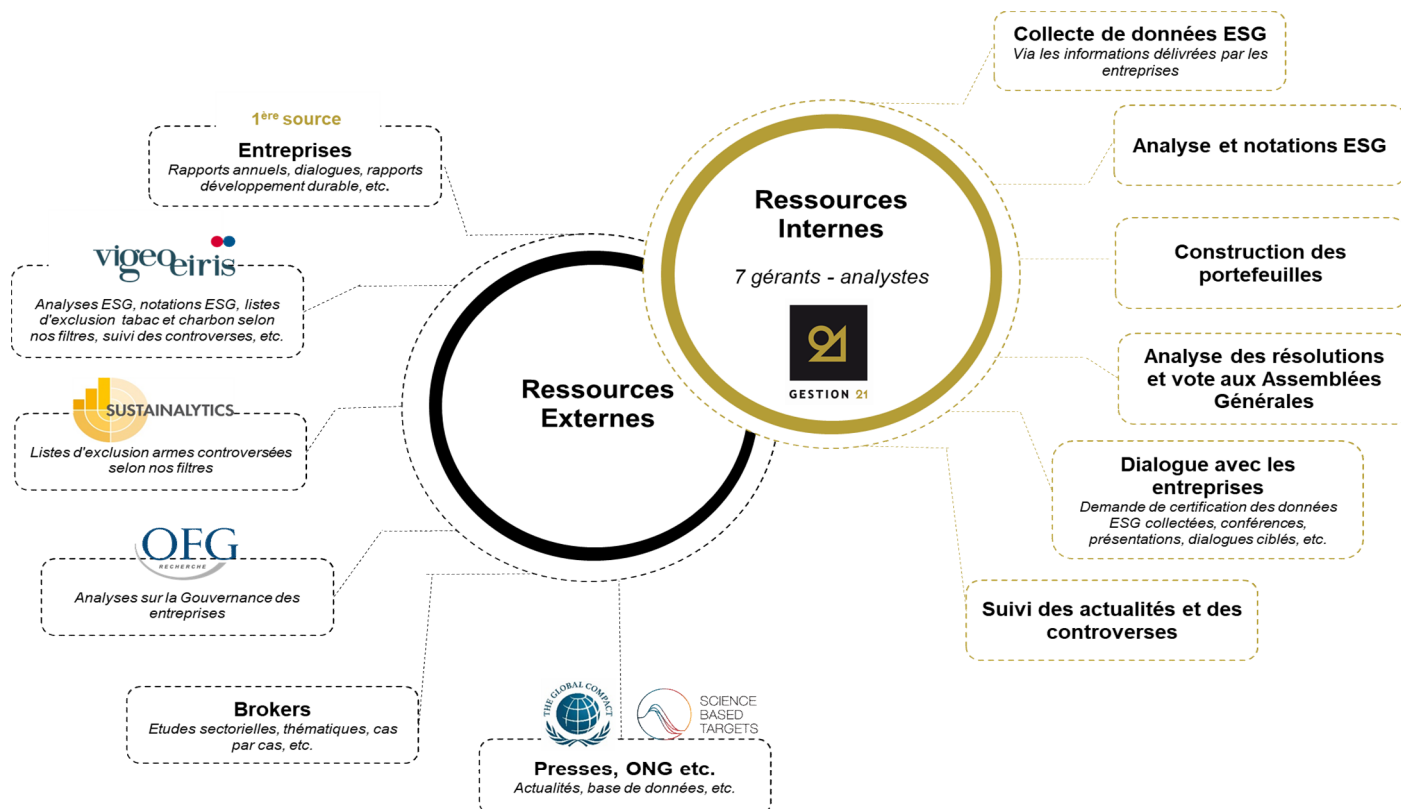 1ère source
Entreprises
Rapports annuels, dialogues, rapports
développement durable, etc.
vigeo
eiris
Analyses ESG, notations ESG, listes
d'exclusion tabac et charbon selon
nos filtres, suivi des controverses, etc.
SUSTAINALYTICS
Listes d'exclusion armes controversées
selon nos filtres
OFG
RECHERCHE
Analyses sur la Gouvernance des
entreprises
Brokers
Etudes sectorielles, thématiques, cas
par cas, etc.
THE GLOBAL COMPACT
SCIENCE
BASED
TARGETS
Presses, ONG etc.
Actualités, base de données, etc.
Ressources
Externes
Ressources
Internes
7 gérants - analystes
21
GESTION 21
Collecte de données ESG
Via les informations délivrées par les
entreprises
Analyse et notations ESG
Construction des
portefeuilles
Analyse des résolutions
et vote aux Assemblées
Générales
Dialogue avec les
entreprises
Demande de certification des données
ESG collectées, conférences,
présentations, dialogues ciblés, etc.
Suivi des actualités et des
controverses